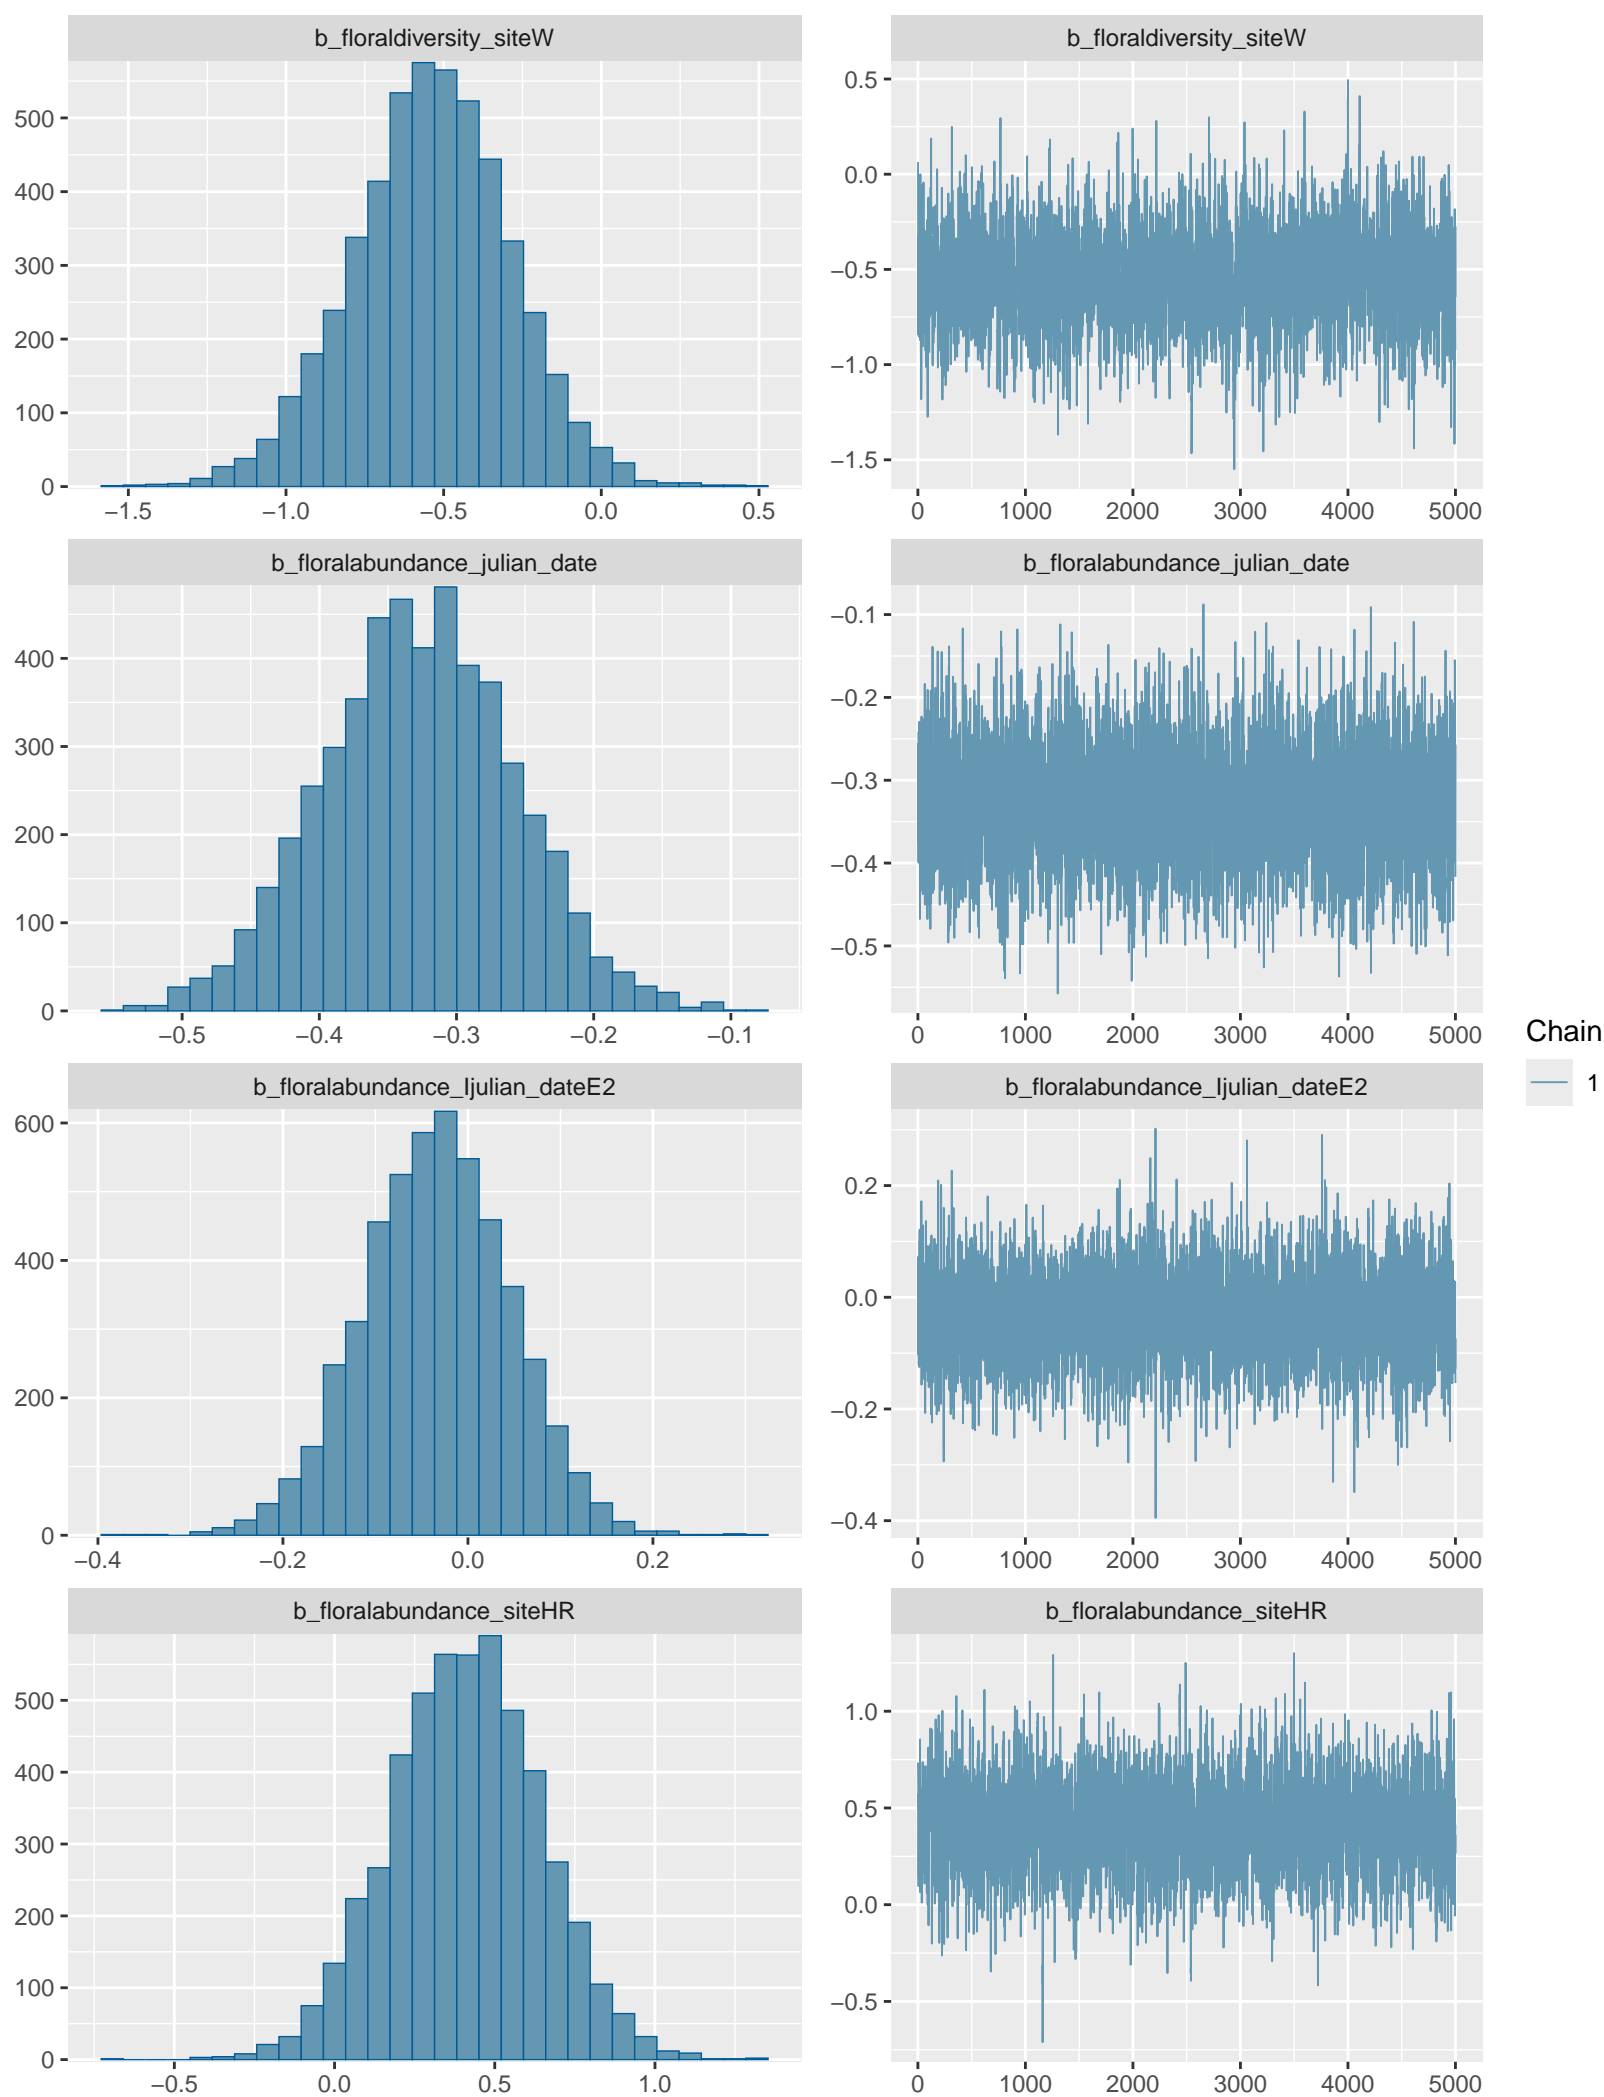 b_floraldiversity_siteW
b_floraldiversity_siteW
500
400
300
200
100
0
−1.5 −1.0 −0.5 0.0 0.5
0.5
0.0
−0.5
−1.0
−1.5
0 1000 2000 3000 4000 5000
b_floralabundance_julian_date
b_floralabundance_julian_date
400
300
200
100
0
−0.5 −0.4 −0.3 −0.2 −0.1
−0.1
−0.2
−0.3
−0.4
−0.5
0 1000 2000 3000 4000 5000
Chain
1
b_floralabundance_Ijulian_dateE2
b_floralabundance_Ijulian_dateE2
600
400
200
0
−0.4 −0.2 0.0 0.2
0.2
0.0
−0.2
−0.4
0 1000 2000 3000 4000 5000
b_floralabundance_siteHR
b_floralabundance_siteHR
500
400
300
200
100
0
−0.5 0.0 0.5 1.0
1.0
0.5
0.0
−0.5
0 1000 2000 3000 4000 5000